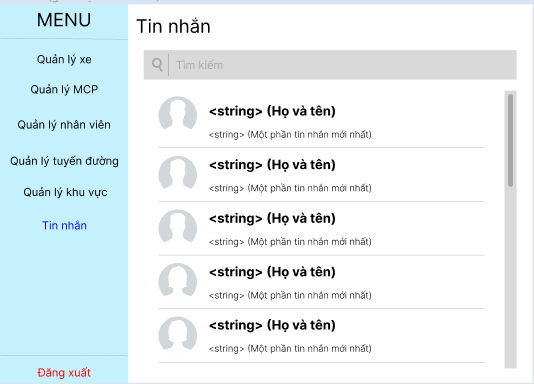 MENU
Quản lý xe
Quản lý MCP
Quản lý nhân viên
Quản lý tuyến đường
Quản lý khu vực
Tin nhắn
Đăng xuất
Tin nhắn
Tìm kiếm
<string> (Họ và tên)
<string> (Một phần tin nhắn mới nhất)
<string> (Họ và tên)
<string> (Một phần tin nhắn mới nhất)
<string> (Họ và tên)
<string> (Một phần tin nhắn mới nhất)
<string> (Họ và tên)
<string> (Một phần tin nhắn mới nhất)
<string> (Họ và tên)
<string> (Một phần tin nhắn mới nhất)